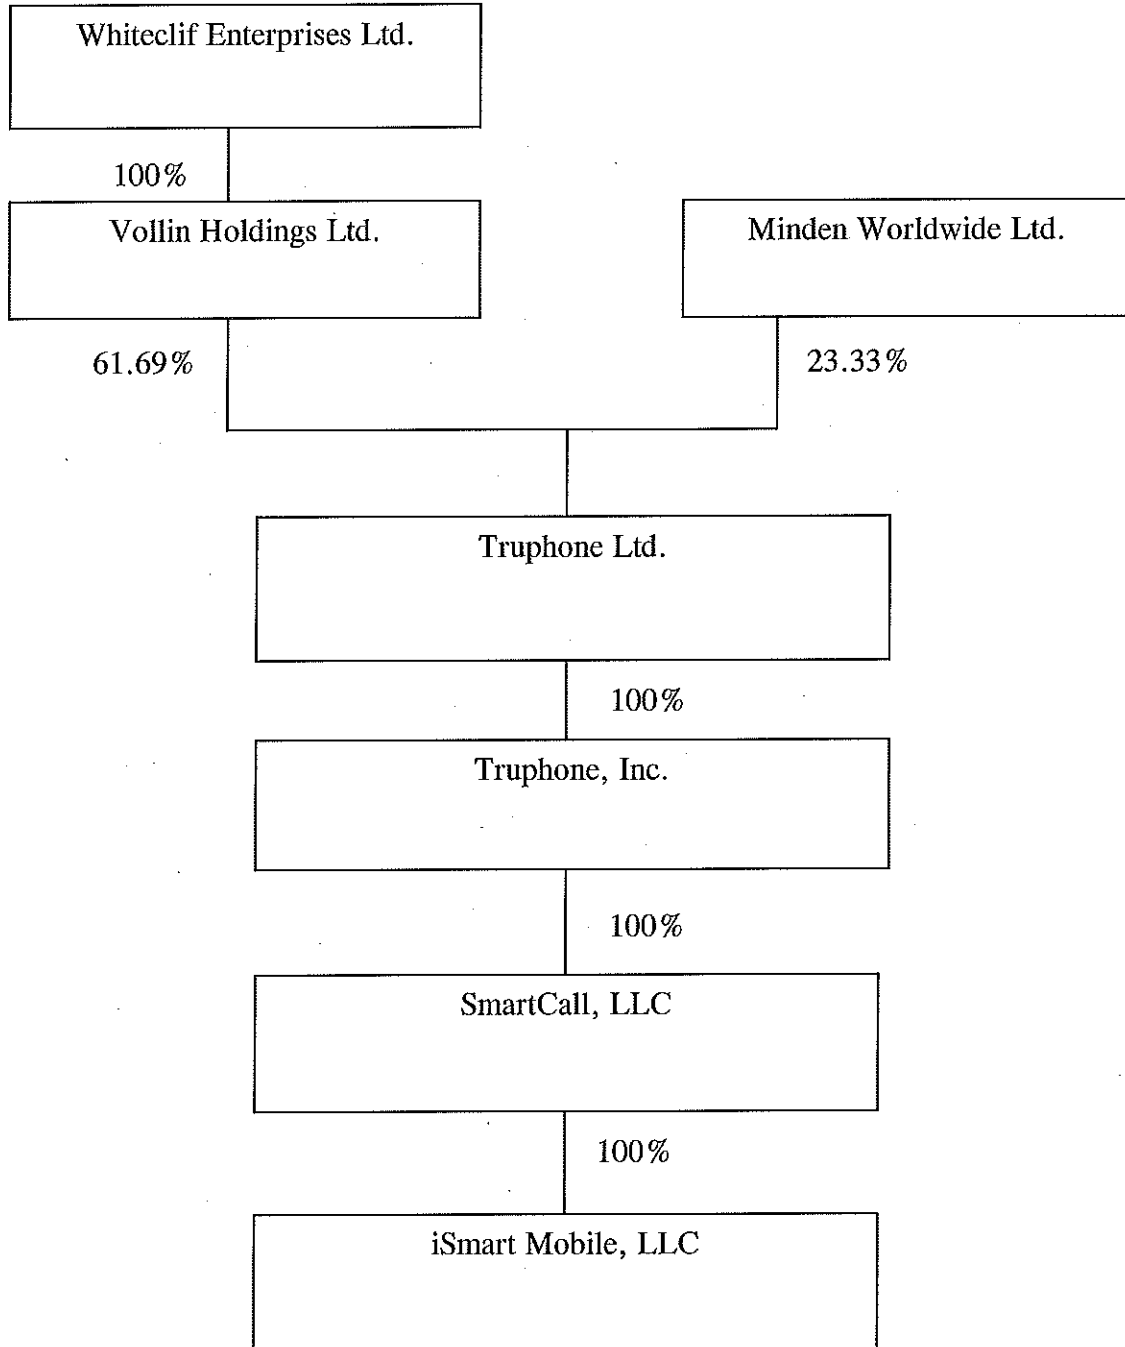 Whiteclif Enterprises Ltd.
100%
Vollin Holdings Ltd.
Minden Worldwide Ltd.
61.69%
23.33%
Truphone Ltd.
100%
Truphone, Inc.
100%
SmartCall, LLC
100%
iSmart Mobile, LLC